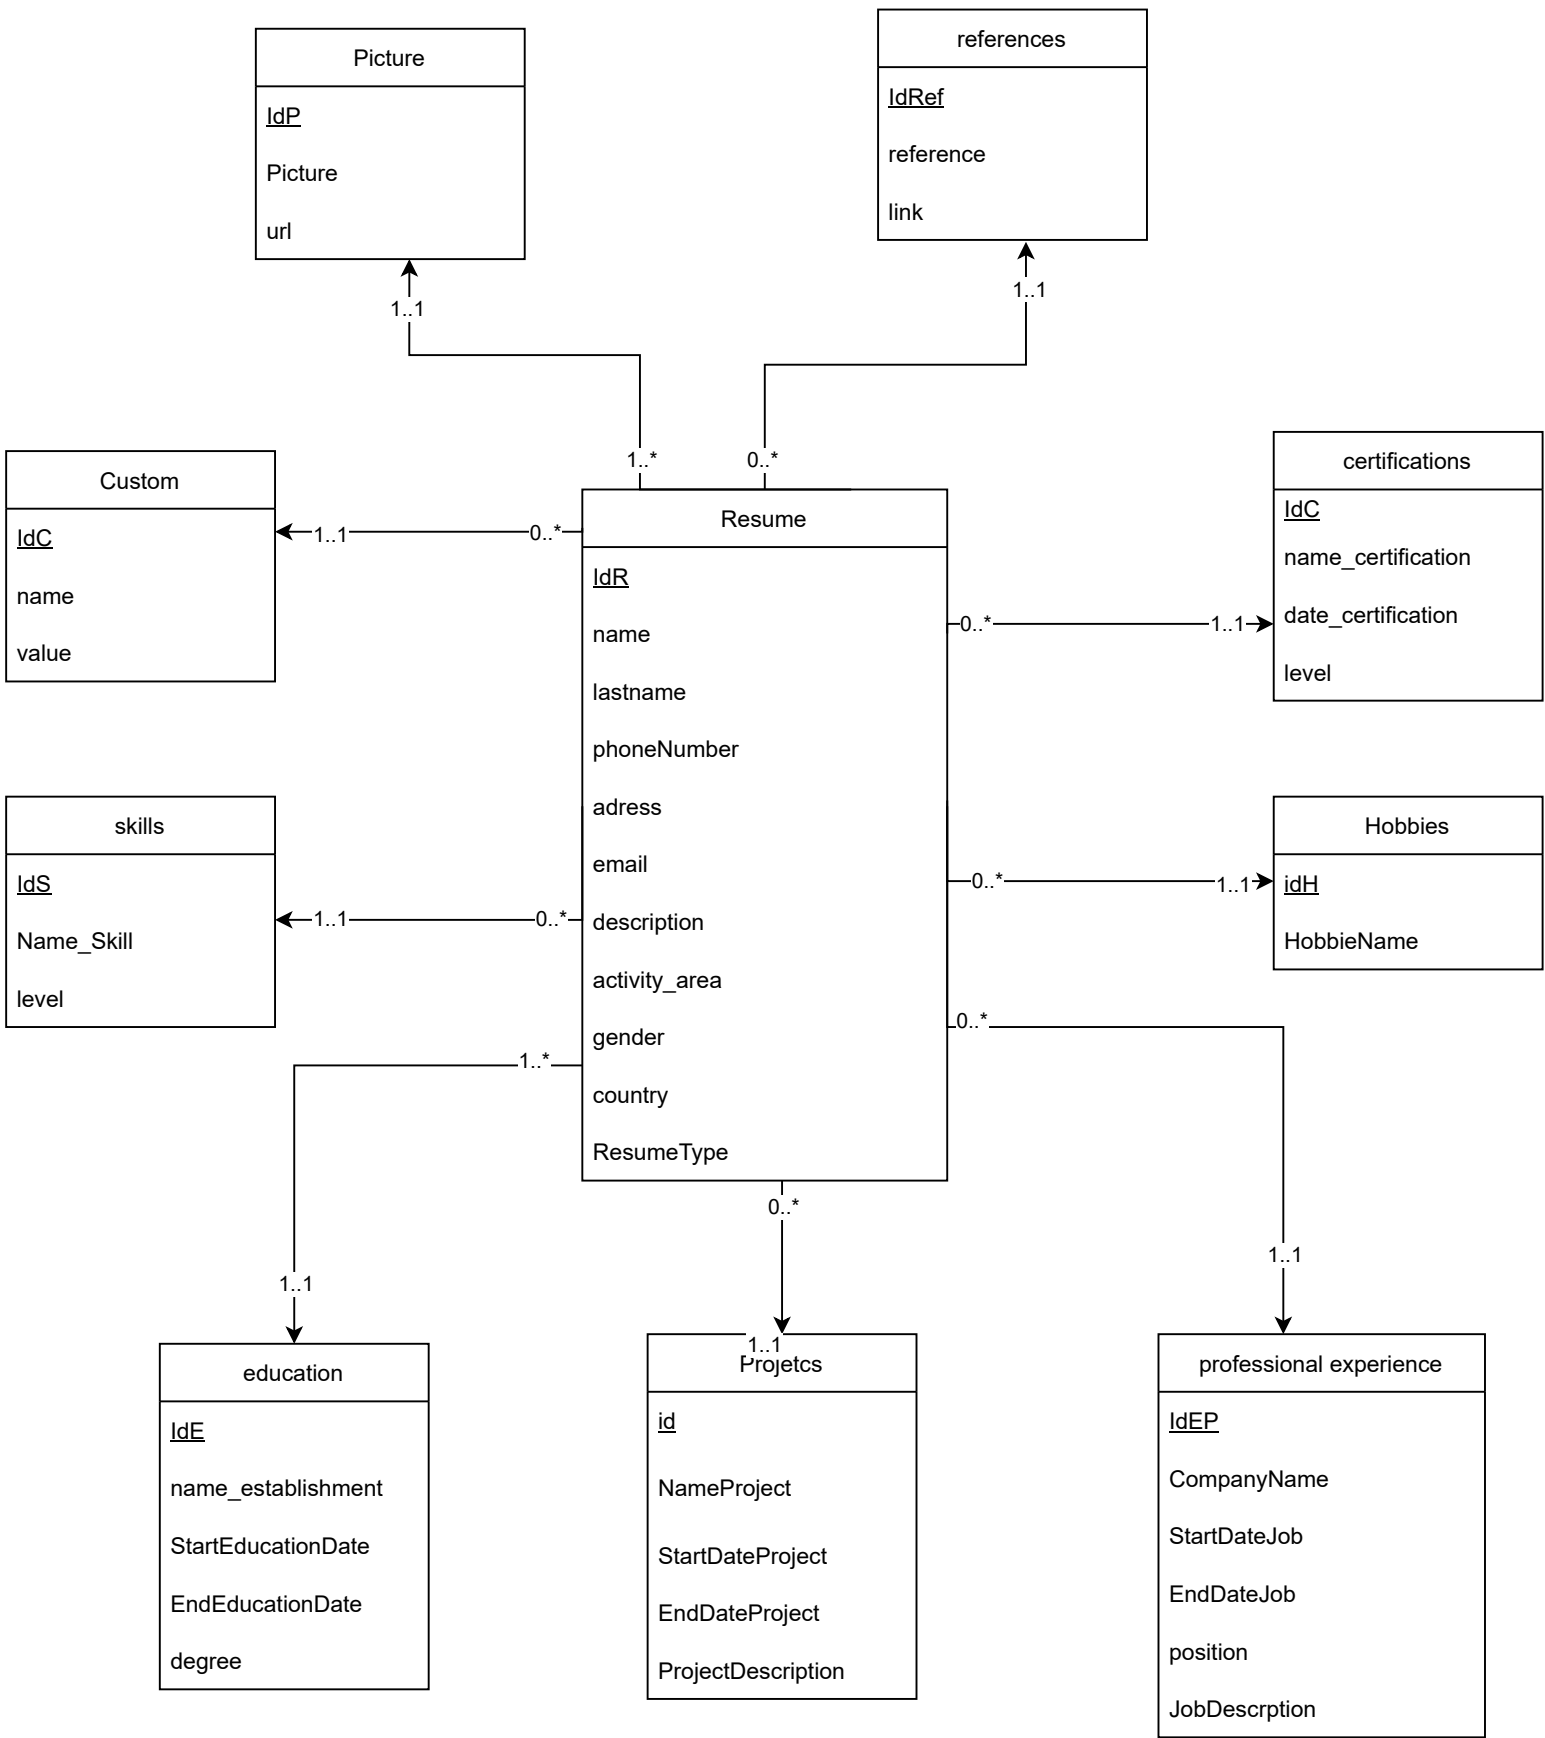 Picture
IdP
Picture
url
1..1
1..*
references
IdRef
reference
link
1..1
0..*
Custom
IdC
name
value
1..1
0..*
Resume
IdR
name
lastname
phoneNumber
adress
email
description
activity_area
gender
country
ResumeType
certifications
IdC
name_certification
date_certification
level
0..*
1..1
skills
IdS
Name_Skill
level
1..1
0..*
Hobbies
idH
HobbieName
0..*
1..1
1..*
1..1
0..*
1..1
0..*
1..1
education
IdE
name_establishment
StartEducationDate
EndEducationDate
degree
Projetcs
id
NameProject
StartDateProject
EndDateProject
ProjectDescription
professional experience
IdEP
CompanyName
StartDateJob
EndDateJob
position
JobDescrption